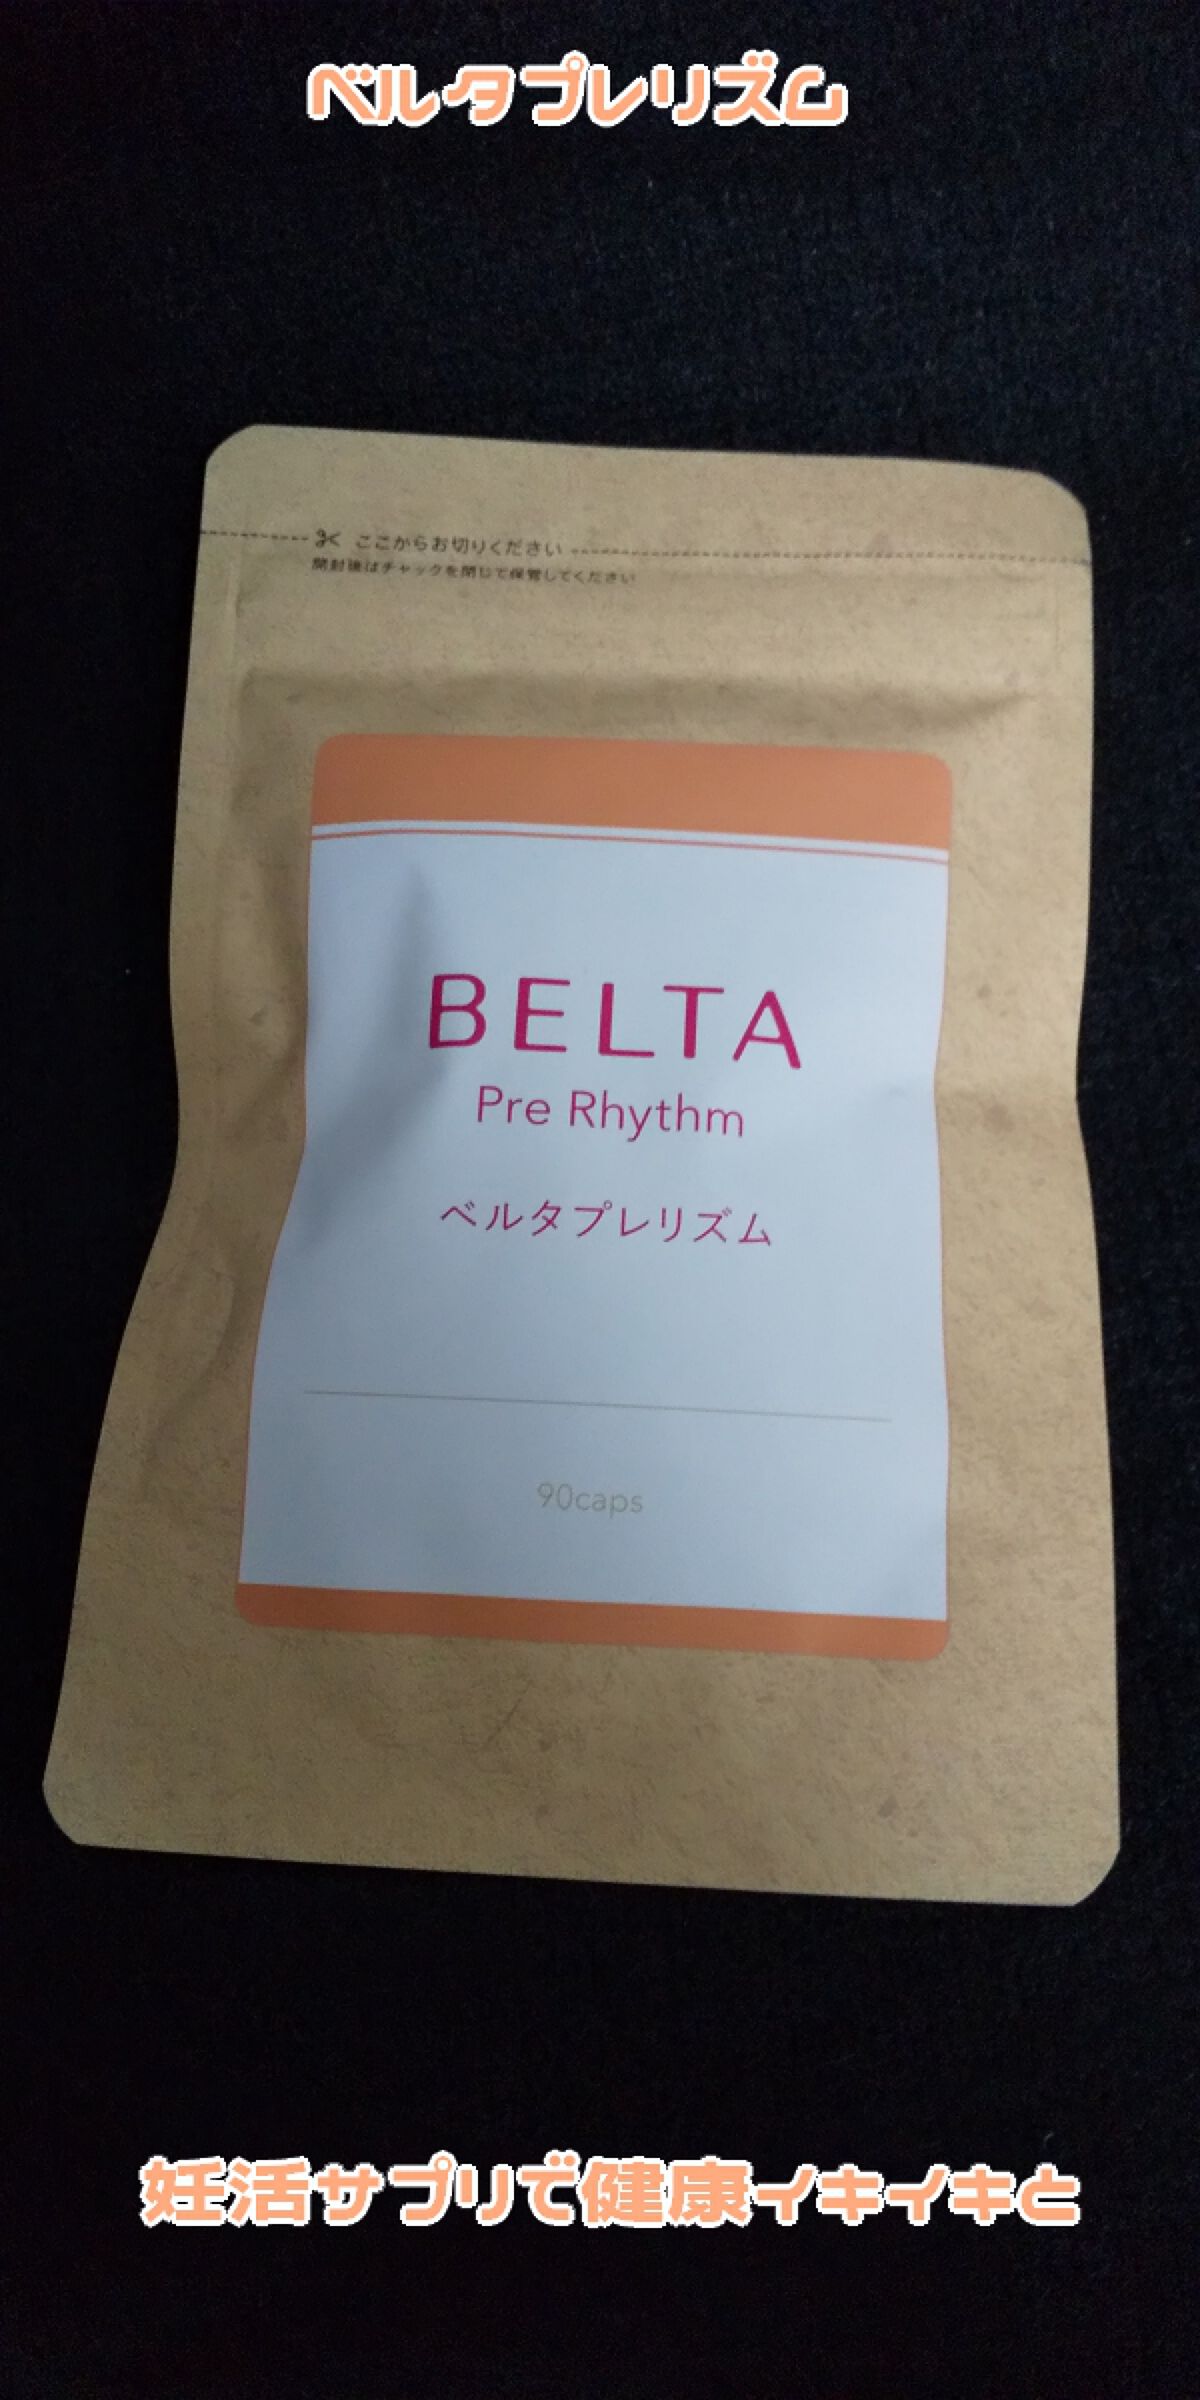 ベルタプレリズム
ここからお切りください
開封後はチャックを閉じて保管してください
BELTA
Pre Rhythm
ベルタプレリズム
90caps
妊活サプリで健康イキイキと